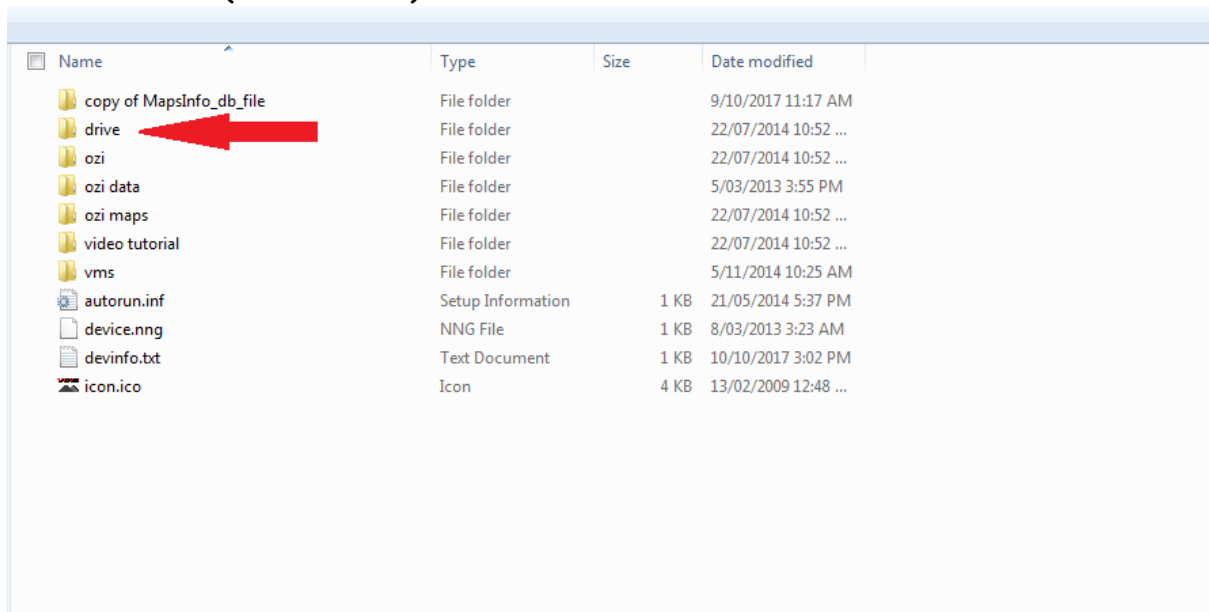 Name Type Size Date modified
copy of MapsInfo_db_file File folder 9/10/2017 11:17 AM
drive File folder 22/07/2014 10:52 ...
ozi File folder 22/07/2014 10:52 ...
ozi data File folder 5/03/2013 3:55 PM
ozi maps File folder 22/07/2014 10:52 ...
video tutorial File folder 22/07/2014 10:52 ...
vms File folder 5/11/2014 10:25 AM
autorun.inf Setup Information 1 KB 21/05/2014 5:37 PM
device.nng NNG File 1 KB 8/03/2013 3:23 AM
devinfo.txt Text Document 1 KB 10/10/2017 3:02 PM
icon.ico Icon 4 KB 13/02/2009 12:48 ...